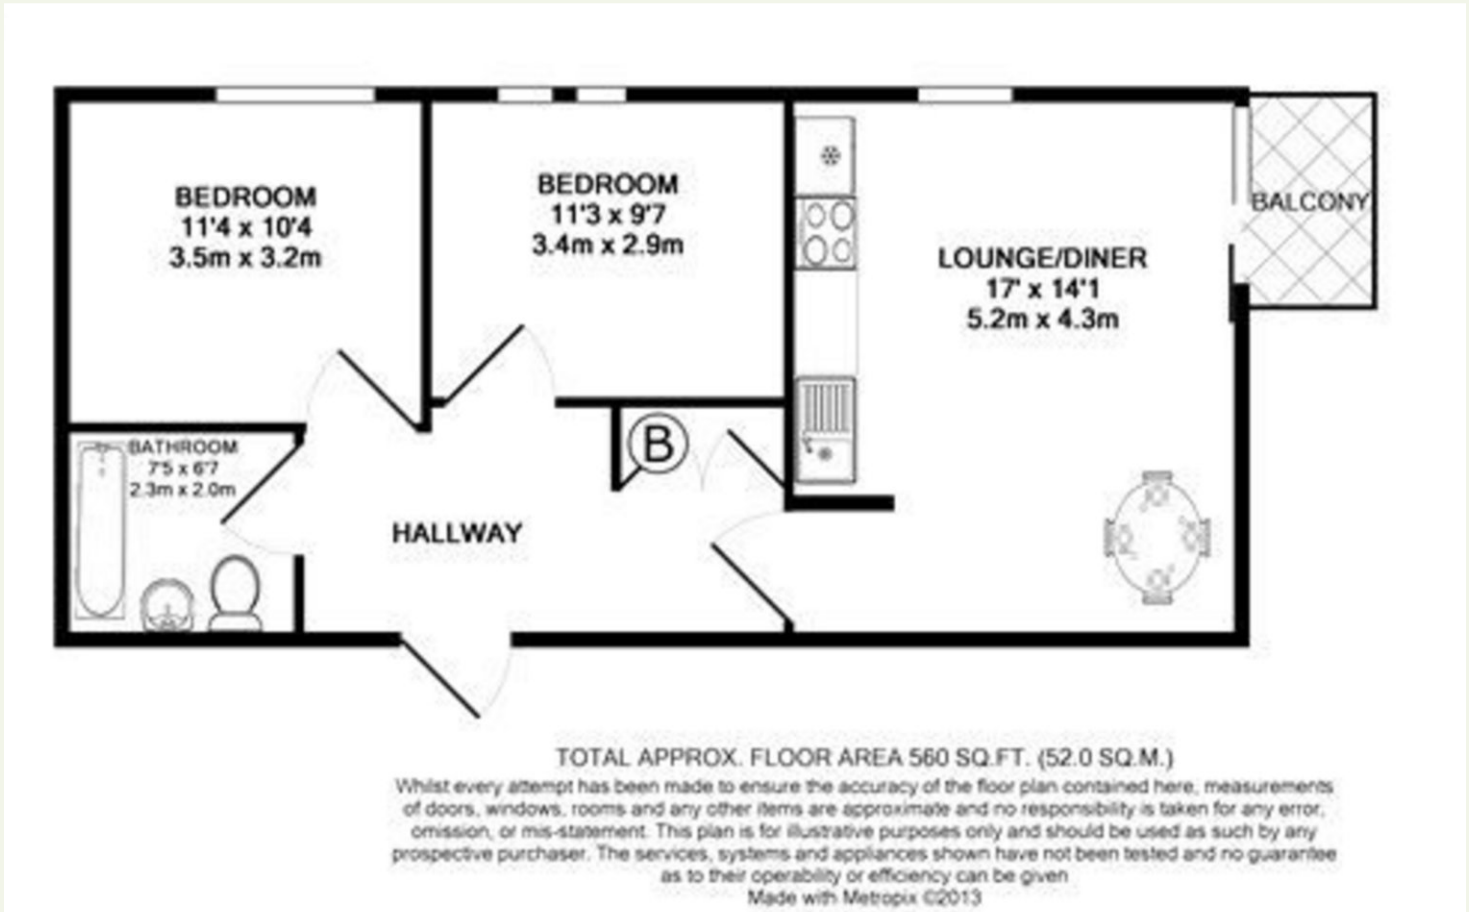 BEDROOM
11'4 x 10'4
3.5m x 3.2m
BEDROOM
11'3 x 9'7
3.4m x 2.9m
LOUNGE/DINER
17' x 14'1
5.2m x 4.3m
BALCONY
BATHROOM
7'5 x 6'7
2.3m x 2.0m
B
HALLWAY
TOTAL APPROX. FLOOR AREA 560 SQ.FT. (52.0 SQ.M.)
Whilst every attempt has been made to ensure the accuracy of the floor plan contained here, measurements
of doors, windows, rooms and any other items are approximate and no responsibility is taken for any error,
omission, or mis-statement. This plan is for illustrative purposes only and should be used as such by any
prospective purchaser. The services, systems and appliances shown have not been tested and no guarantee
as to their operability or efficiency can be given
Made with Metropix ©2013